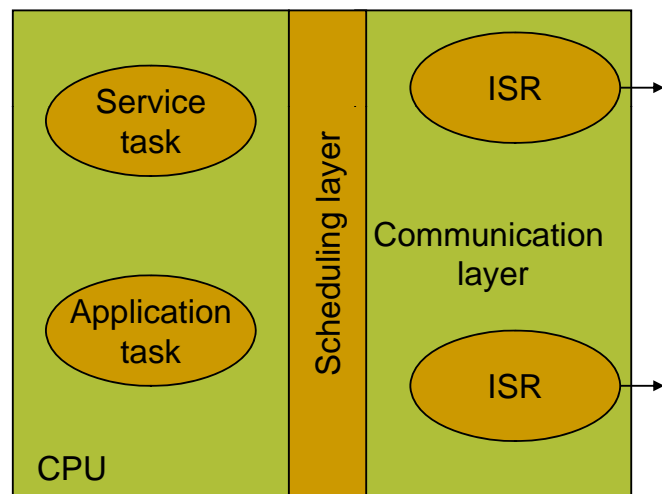 Service
task
Application
task
CPU
Scheduling layer
ISR
Communication
layer
ISR